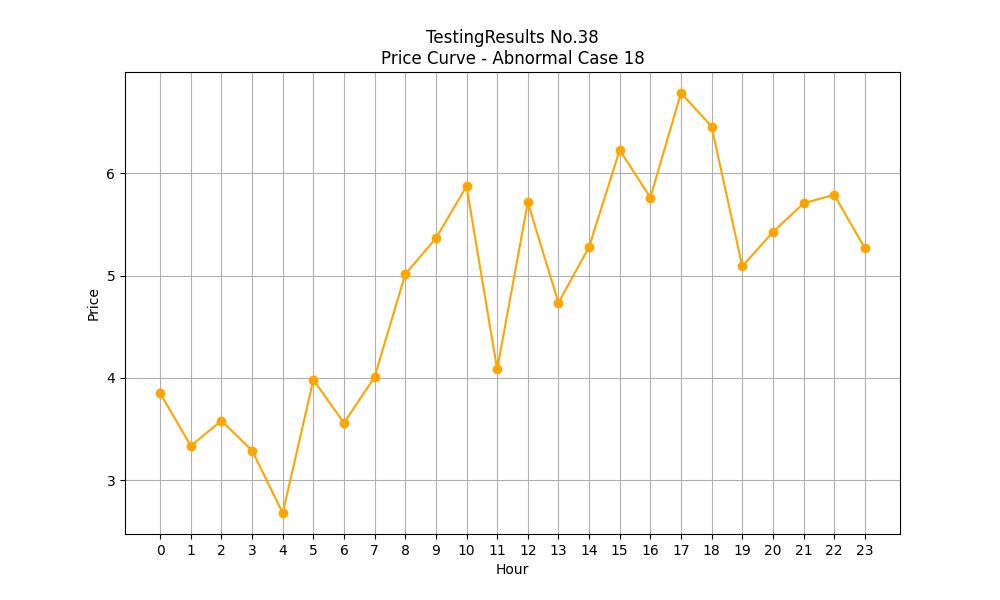 TestingResults No.38
Price Curve - Abnormal Case 18
Price
6
5
4
3
0 1 2 3 4 5 6 7 8 9 10 11 12 13 14 15 16 17 18 19 20 21 22 23
Hour